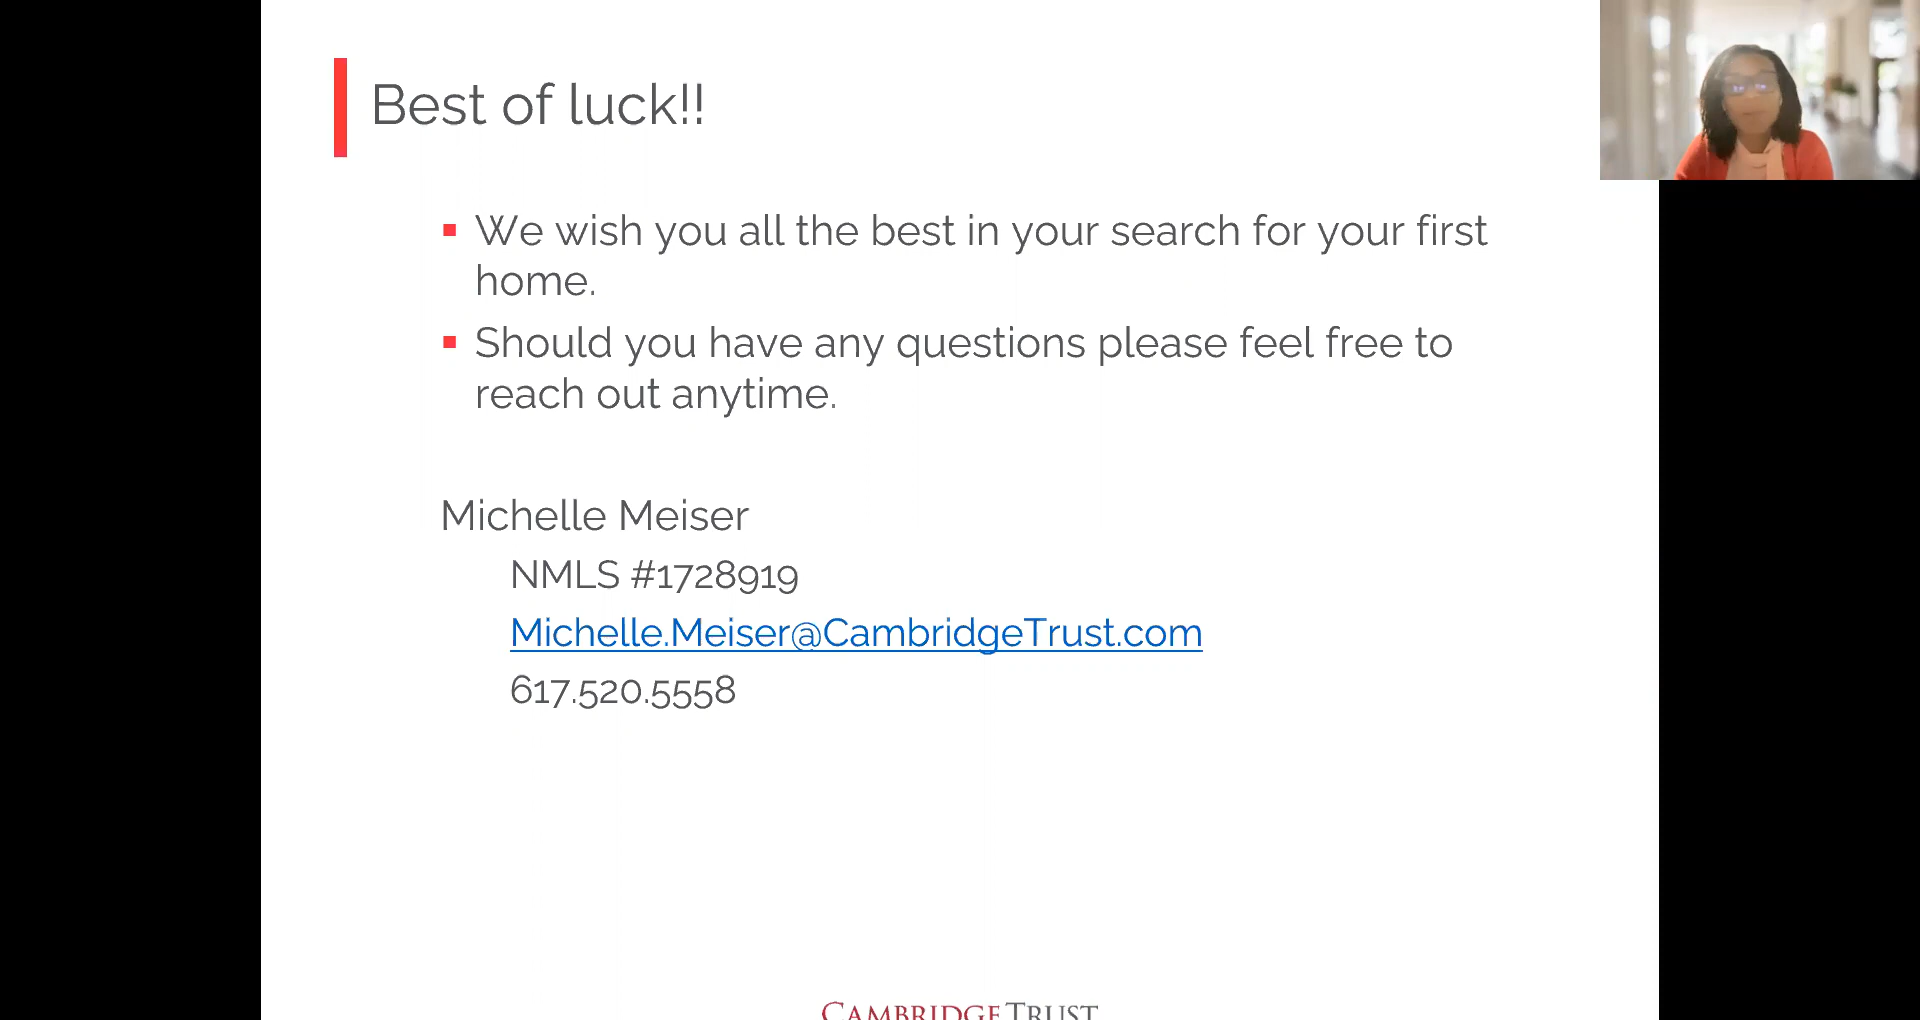 Best of luck!!
We wish you all the best in your search for your first
home.
Should you have any questions please feel free to
reach out anytime.
Michelle Meiser
NMLS #1728919
Michelle.Meiser@CambridgeTrust.com
617.520.5558
CAMBRIDGE TRUST